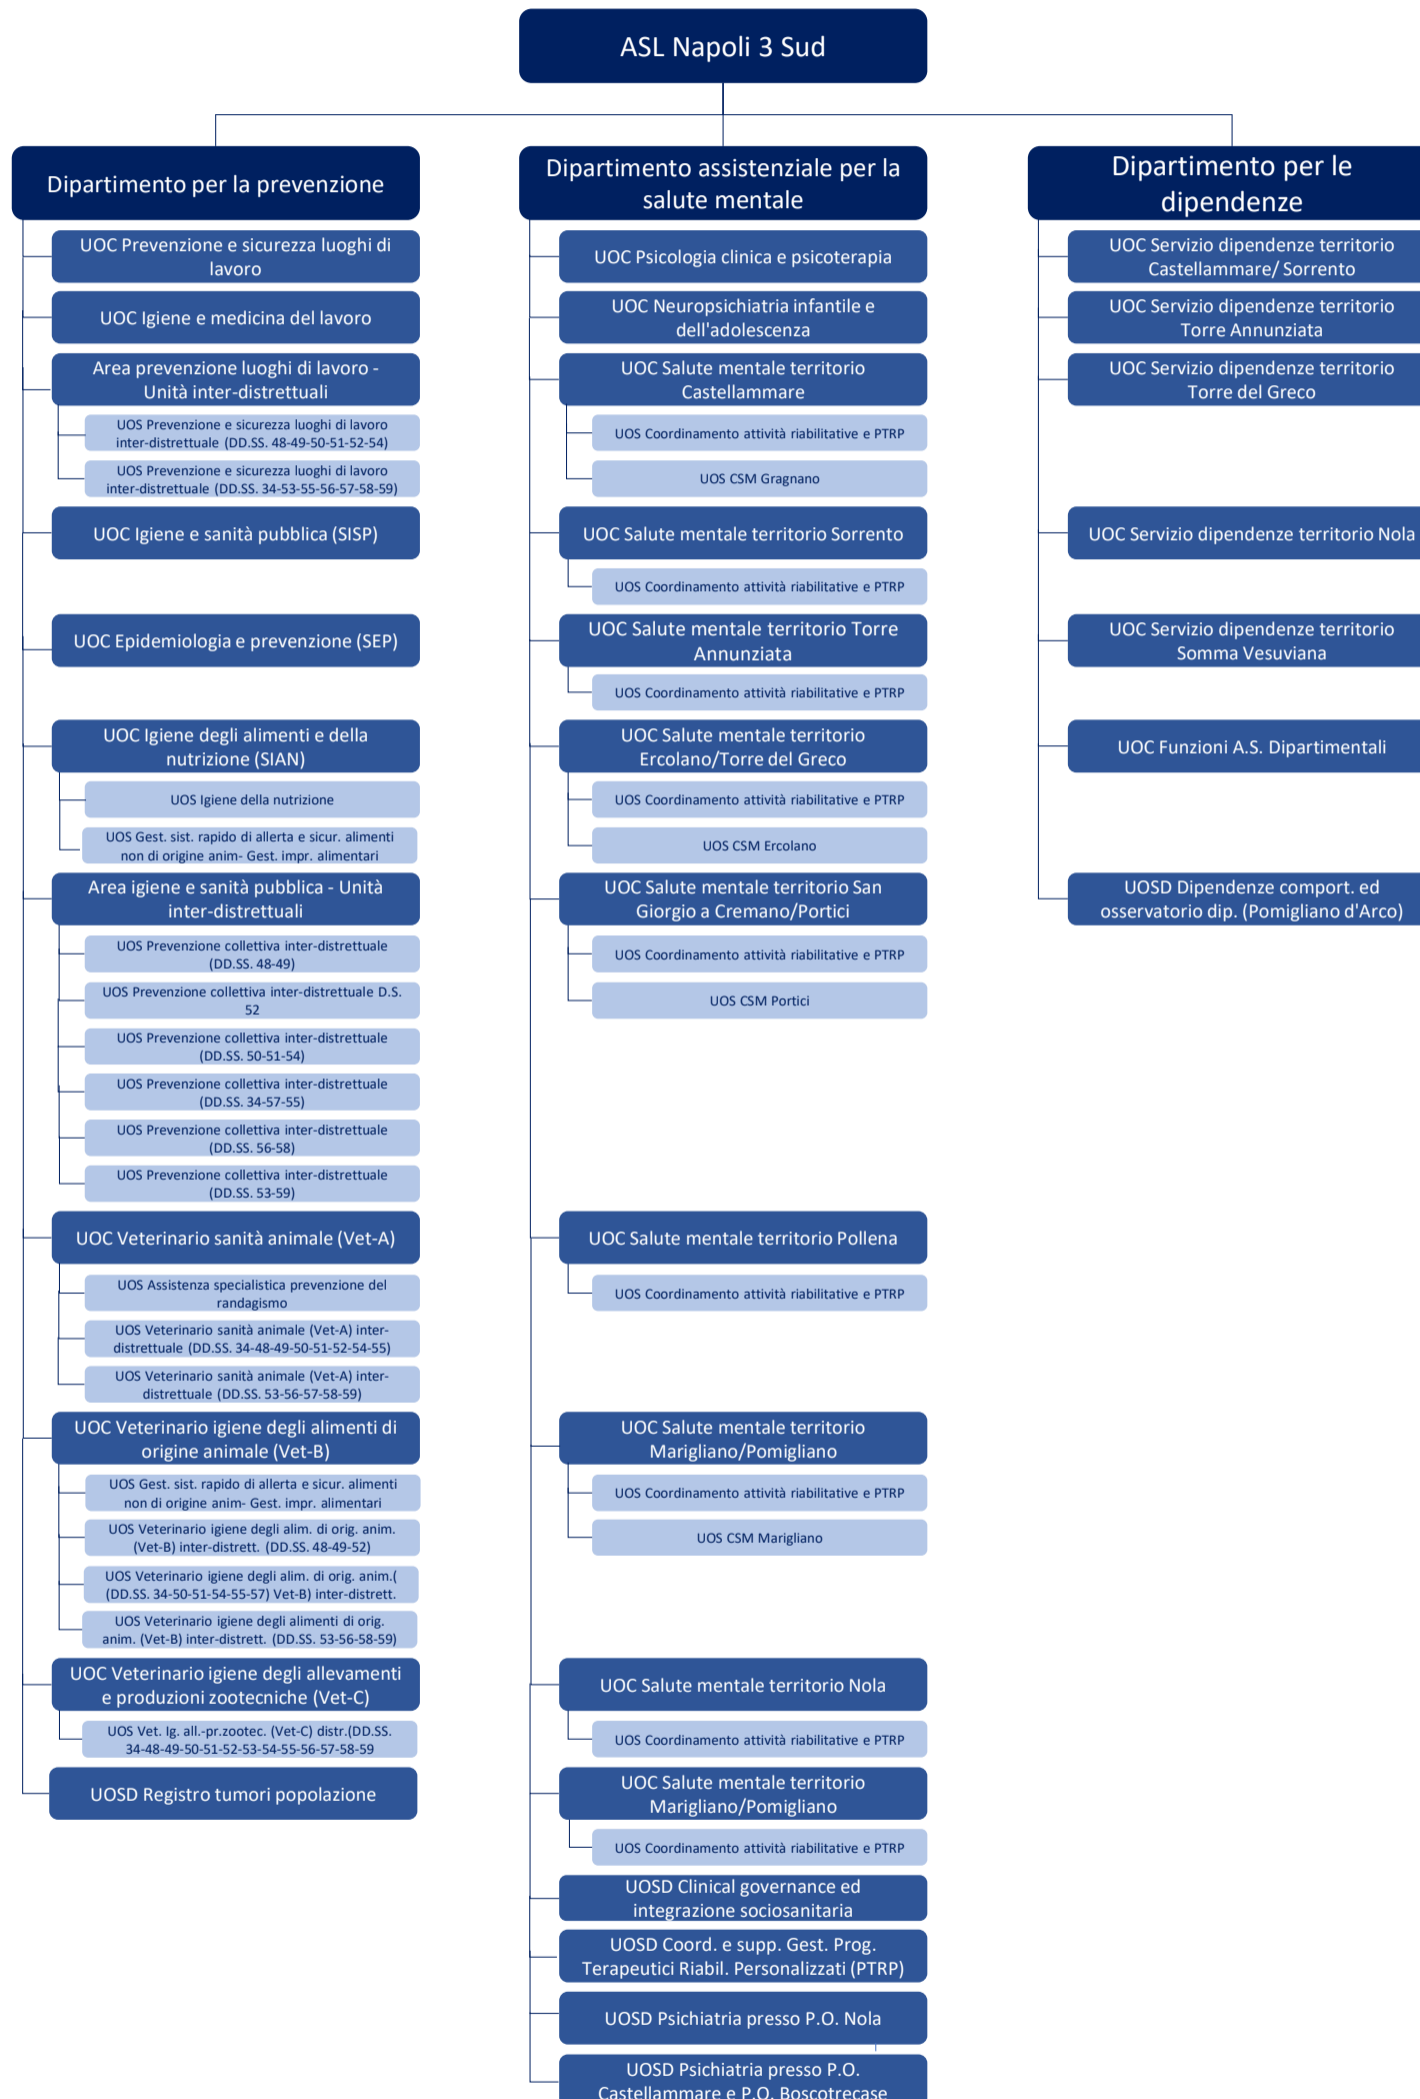 ASL Napoli 3 Sud
Dipartimento per la prevenzione
UOC Prevenzione e sicurezza luoghi di
lavoro
UOC Igiene e medicina del lavoro
Area prevenzione luoghi di lavoro -
Unità inter-distrettuali
UOS Prevenzione e sicurezza luoghi di lavoro
inter-distrettuale (DD.SS. 48-49-50-51-52-54)
UOS Prevenzione e sicurezza luoghi di lavoro
inter-distrettuale (DD.SS. 34-53-55-56-57-58-59)
UOC Igiene e sanità pubblica (SISP)
UOC Epidemiologia e prevenzione (SEP)
UOC Igiene degli alimenti e della
nutrizione (SIAN)
UOS Igiene della nutrizione
UOS Gest. sist. rapido di allerta e sicur. alimenti
non di origine anim- Gest. impr. alimentari
Area igiene e sanità pubblica - Unità
inter-distrettuali
UOS Prevenzione collettiva inter-distrettuale
(DD.SS. 48-49)
UOS Prevenzione collettiva inter-distrettuale D.S.
52
UOS Prevenzione collettiva inter-distrettuale
(DD.SS. 50-51-54)
UOS Prevenzione collettiva inter-distrettuale
(DD.SS. 34-57-55)
UOS Prevenzione collettiva inter-distrettuale
(DD.SS. 56-58)
UOS Prevenzione collettiva inter-distrettuale
(DD.SS. 53-59)
UOC Veterinario sanità animale (Vet-A)
UOS Assistenza specialistica prevenzione del
randagismo
UOS Veterinario sanità animale (Vet-A) inter-
distrettuale (DD.SS. 34-48-49-50-51-52-54-55)
UOS Veterinario sanità animale (Vet-A) inter-
distrettuale (DD.SS. 53-56-57-58-59)
UOC Veterinario igiene degli alimenti di
origine animale (Vet-B)
UOS Gest. sist. rapido di allerta e sicur. alimenti
non di origine anim- Gest. impr. alimentari
UOS Veterinario igiene degli alim. di orig. anim.
(Vet-B) inter-distrett. (DD.SS. 48-49-52)
UOS Veterinario igiene degli alim. di orig. anim.(
(DD.SS. 34-50-51-54-55-57) Vet-B) inter-distrett.
UOS Veterinario igiene degli alimenti di orig.
anim. (Vet-B) inter-distrett. (DD.SS. 53-56-58-59)
UOC Veterinario igiene degli allevamenti
e produzioni zootecniche (Vet-C)
UOS Vet. Ig. all.-pr.zootec. (Vet-C) distr.(DD.SS.
34-48-49-50-51-52-53-54-55-56-57-58-59
UOSD Registro tumori popolazione
Dipartimento assistenziale per la
salute mentale
UOC Psicologia clinica e psicoterapia
UOC Neuropsichiatria infantile e
dell'adolescenza
UOC Salute mentale territorio
Castellammare
UOS Coordinamento attività riabilitative e PTRP
UOS CSM Gragnano
UOC Salute mentale territorio Sorrento
UOS Coordinamento attività riabilitative e PTRP
UOC Salute mentale territorio Torre
Annunziata
UOS Coordinamento attività riabilitative e PTRP
UOC Salute mentale territorio
Ercolano/Torre del Greco
UOS Coordinamento attività riabilitative e PTRP
UOS CSM Ercolano
UOC Salute mentale territorio San
Giorgio a Cremano/Portici
UOS Coordinamento attività riabilitative e PTRP
UOS CSM Portici
UOC Salute mentale territorio Pollena
UOS Coordinamento attività riabilitative e PTRP
UOC Salute mentale territorio
Marigliano/Pomigliano
UOS Coordinamento attività riabilitative e PTRP
UOS CSM Marigliano
UOC Salute mentale territorio Nola
UOS Coordinamento attività riabilitative e PTRP
UOC Salute mentale territorio
Marigliano/Pomigliano
UOS Coordinamento attività riabilitative e PTRP
UOSD Clinical governance ed
integrazione sociosanitaria
UOSD Coord. e supp. Gest. Prog.
Terapeutici Riabil. Personalizzati (PTRP)
UOSD Psichiatria presso P.O. Nola
UOSD Psichiatria presso P.O.
Castellammare e P.O. Boscotrecase
Dipartimento per le
dipendenze
UOC Servizio dipendenze territorio
Castellammare/ Sorrento
UOC Servizio dipendenze territorio
Torre Annunziata
UOC Servizio dipendenze territorio
Torre del Greco
UOC Servizio dipendenze territorio Nola
UOC Servizio dipendenze territorio
Somma Vesuviana
UOC Funzioni A.S. Dipartimentali
UOSD Dipendenze comport. ed
osservatorio dip. (Pomigliano d'Arco)